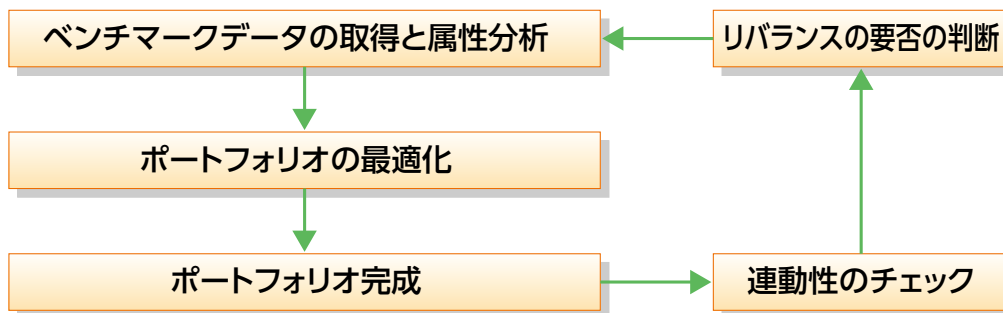 ベンチマークデータの取得と属性分析
リバランスの要否の判断
ポートフォリオの最適化
ポートフォリオ完成
連動性のチェック